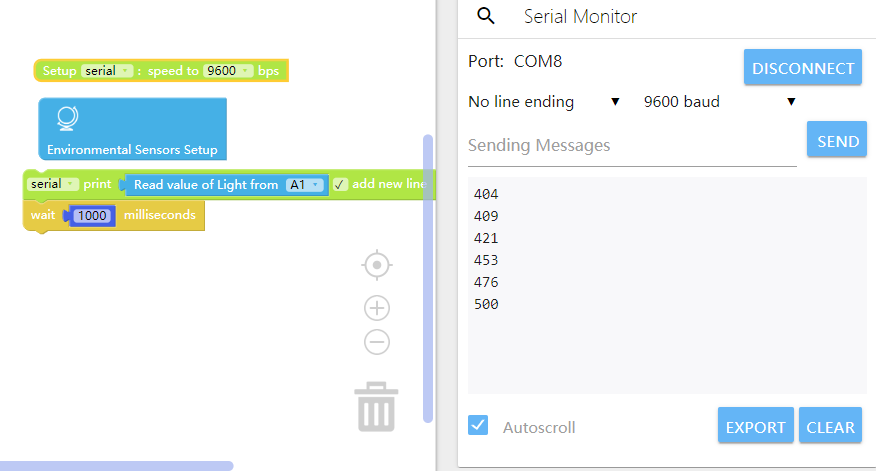 Setup serial : speed to 9600 bps
Environmental Sensors Setup
serial print Read value of Light from A1 ✓ add new line
wait 1000 milliseconds
Serial Monitor
Port: COM8
DISCONNECT
No line ending 9600 baud
Sending Messages
SEND
404
409
421
453
476
500
Autoscroll
EXPORT
CLEAR